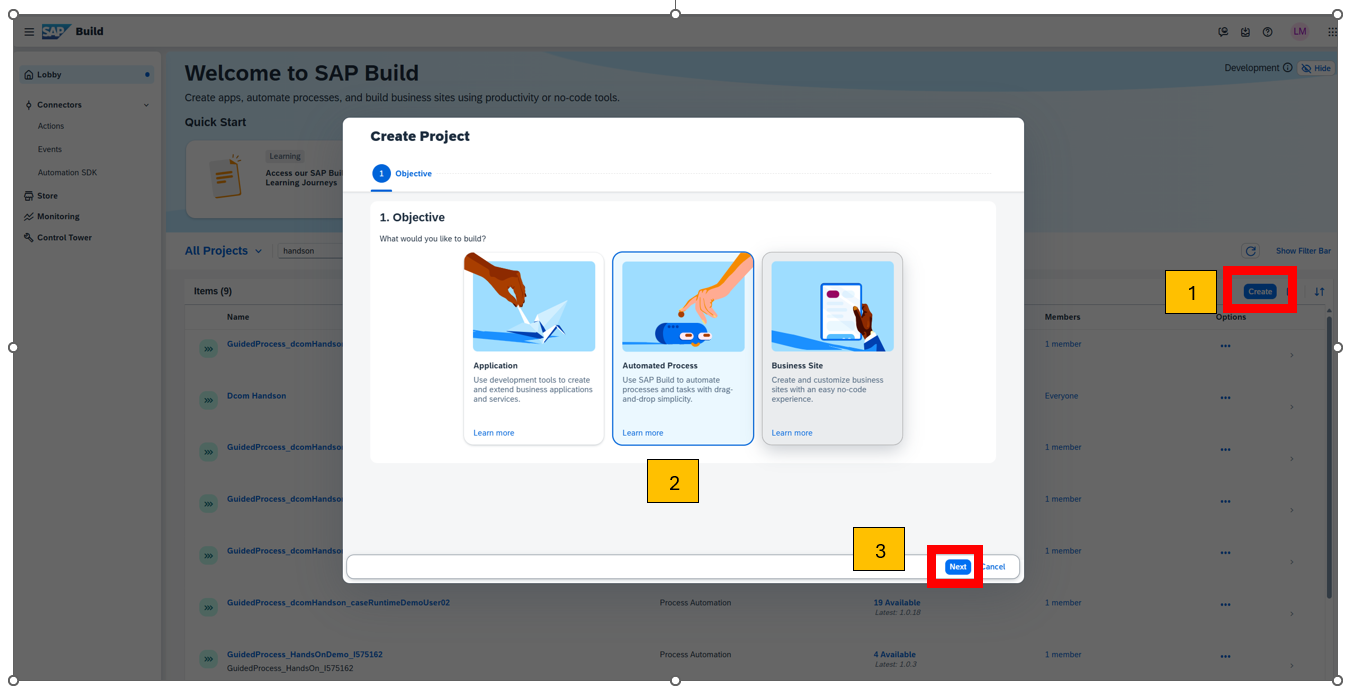 SAP Build
LM
Lobby
Connectors
Actions
Events
Automation SDK
Store
Monitoring
Control Tower
Welcome to SAP Build
Development
Hide
Create apps, automate processes, and build business sites using productivity or no-code tools.
Quick Start
Learning
Access our SAP Buil
Learning Journeys
All Projects
handson
Show Filter Bar
Items (9)
1
Create
Name
Members
Options
GuidedProcess_dcomHandso
1 member
Dcom Handson
Everyone
GuidedPrcoess_dcomHandso
1 member
GuidedProcess_dcomHandso
1 member
GuidedProcess_dcomHandso
1 member
GuidedProcess_dcomHandson_caseRuntimeDemoUser02
Process Automation
19 Available
Latest: 1.0.18
1 member
GuidedProcess_HandsOnDemo_I575162
GuidedProcess_HandsOn_I575162
Process Automation
4 Available
Latest: 1.0.3
1 member
Create Project
1 Objective
1. Objective
What would you like to build?
Application
Use development tools to create
and extend business applications
and services.
Learn more
Automated Process
Use SAP Build to automate
processes and tasks with drag-
and-drop simplicity.
Learn more
Business Site
Create and customize business
sites with an easy no-code
experience.
Learn more
2
3
Next
Cancel